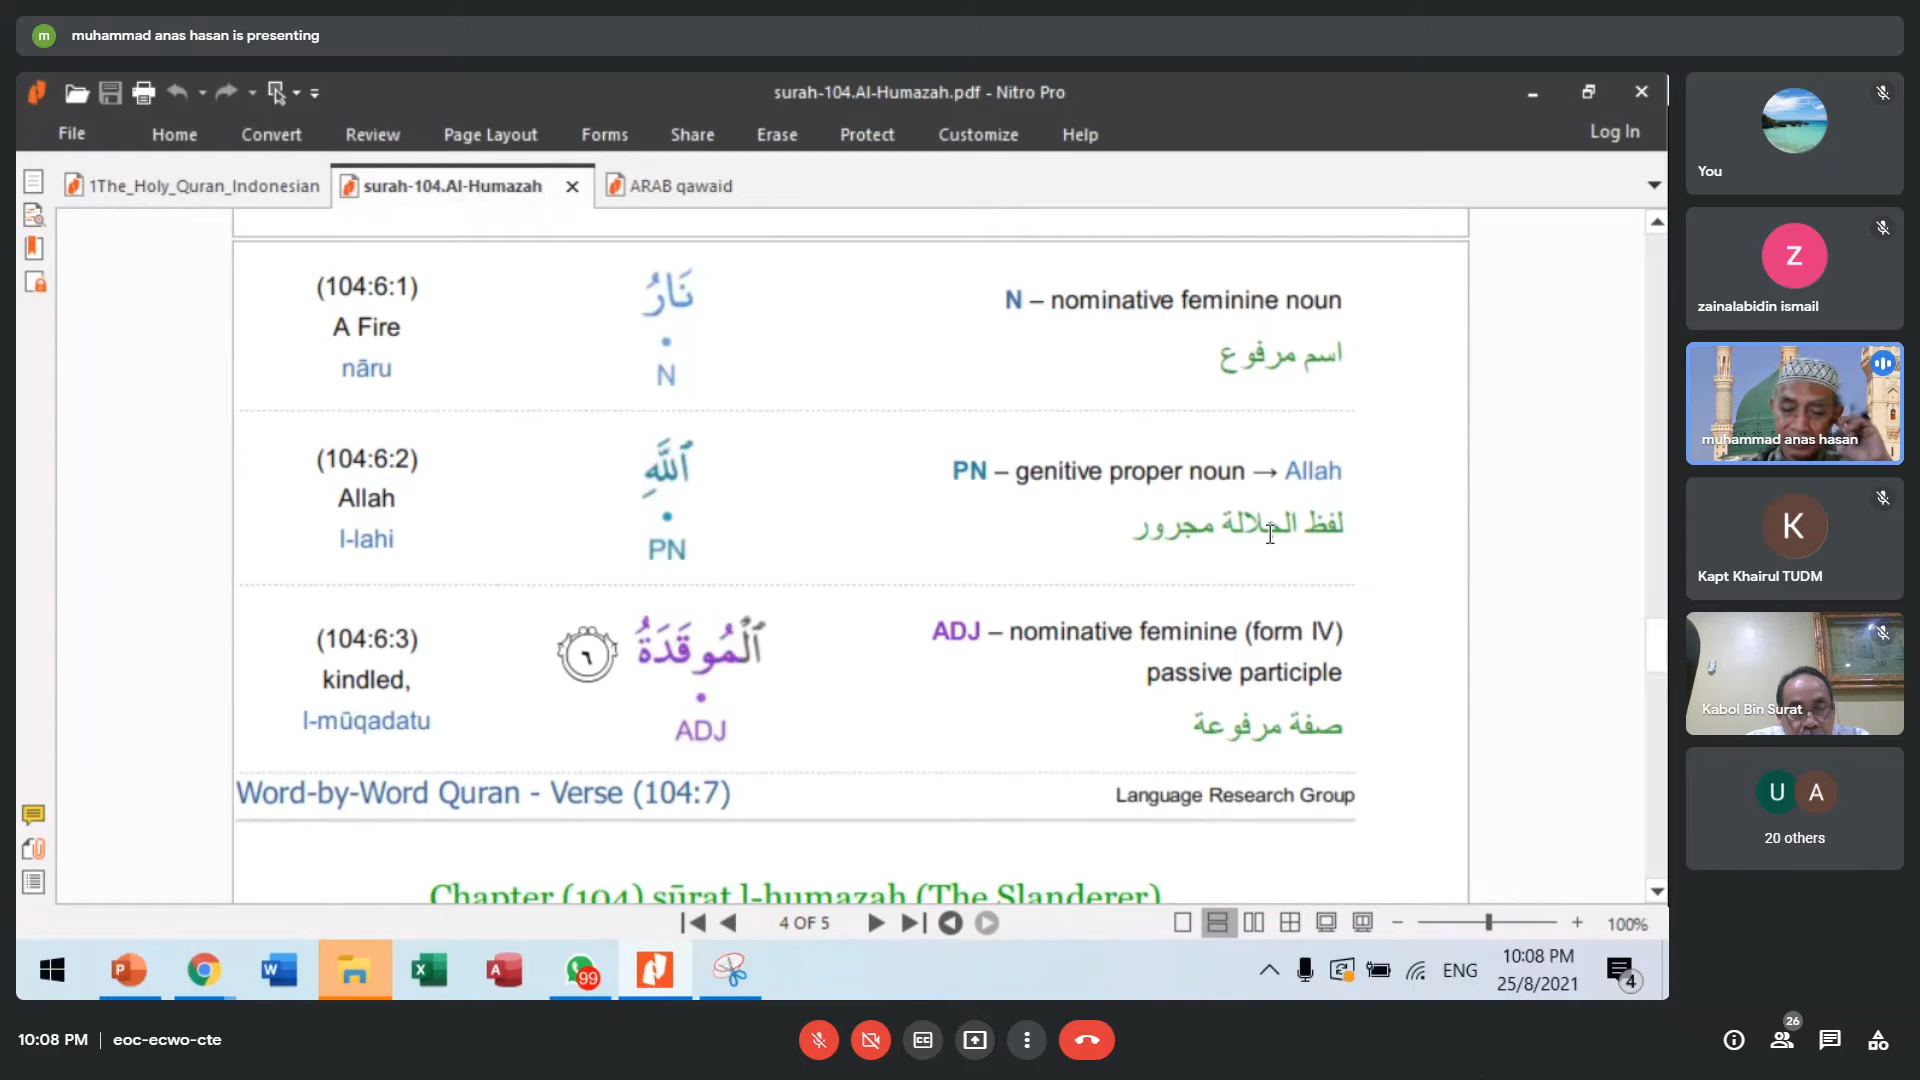 m
muhammad anas hasan is presenting
surah-104.Al-Humazah.pdf - Nitro Pro
File Home Convert Review Page Layout Forms Share Erase Protect Customize Help
Log In
1The_Holy_Quran_Indonesian
surah-104.Al-Humazah
ARAB qawaid
(104:6:1)
A Fire
nāru
نَارُ
N
N – nominative feminine noun
اسم مرفوع
(104:6:2)
Allah
l-lahi
ٱللَّهِ
PN
PN – genitive proper noun → Allah
لفظ الجلالة مجرور
(104:6:3)
kindled,
l-mūqadatu
ٱلْمُوقَدَةُ ٦
ADJ
ADJ – nominative feminine (form IV)
passive participle
صفة مرفوعة
Word-by-Word Quran - Verse (104:7)
Language Research Group
Chapter (104) sūrat l-humazah (The Slanderer)
4 OF 5
100%
99
ENG
10:08 PM
25/8/2021
4
You
Z
zainalabidin ismail
muhammad anas hasan
K
Kapt Khairul TUDM
Kabol Bin Surat
U A
20 others
10:08 PM | eoc-ecwo-cte
26